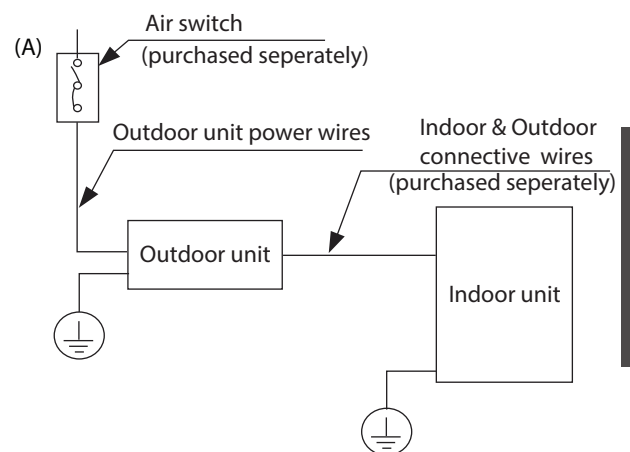 (A)
Air switch
(purchased seperately)
Outdoor unit power wires
Indoor & Outdoor
connective wires
(purchased seperately)
Outdoor unit
Indoor unit